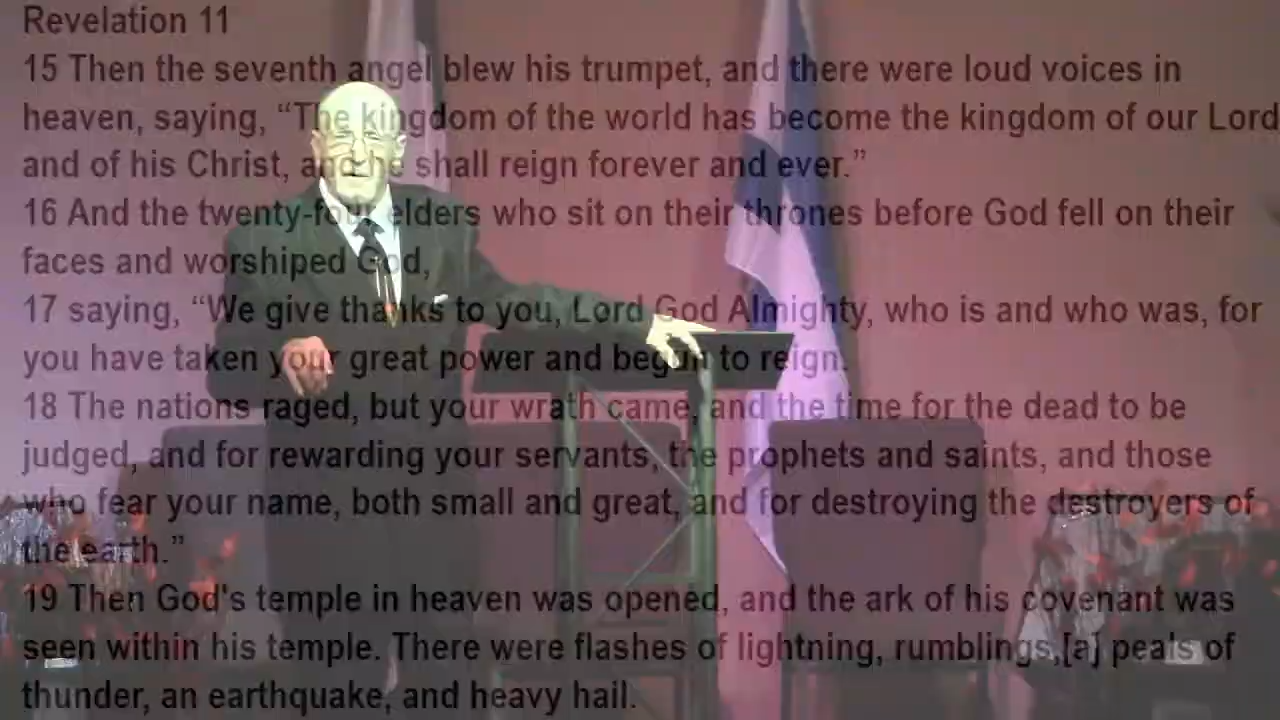 Revelation 11
15 Then the seventh angel blew his trumpet, and there were loud voices in
heaven, saying, “The kingdom of the world has become the kingdom of our Lord
and of his Christ, and he shall reign forever and ever.”
16 And the twenty-four elders who sit on their thrones before God fell on their
faces and worshiped God,
17 saying, “We give thanks to you, Lord God Almighty, who is and who was, for
you have taken your great power and begun to reign.
18 The nations raged, but your wrath came, and the time for the dead to be
judged, and for rewarding your servants, the prophets and saints, and those
who fear your name, both small and great, and for destroying the destroyers of
the earth.”
19 Then God's temple in heaven was opened, and the ark of his covenant was
seen within his temple. There were flashes of lightning, rumblings,[a] peals of
thunder, an earthquake, and heavy hail.